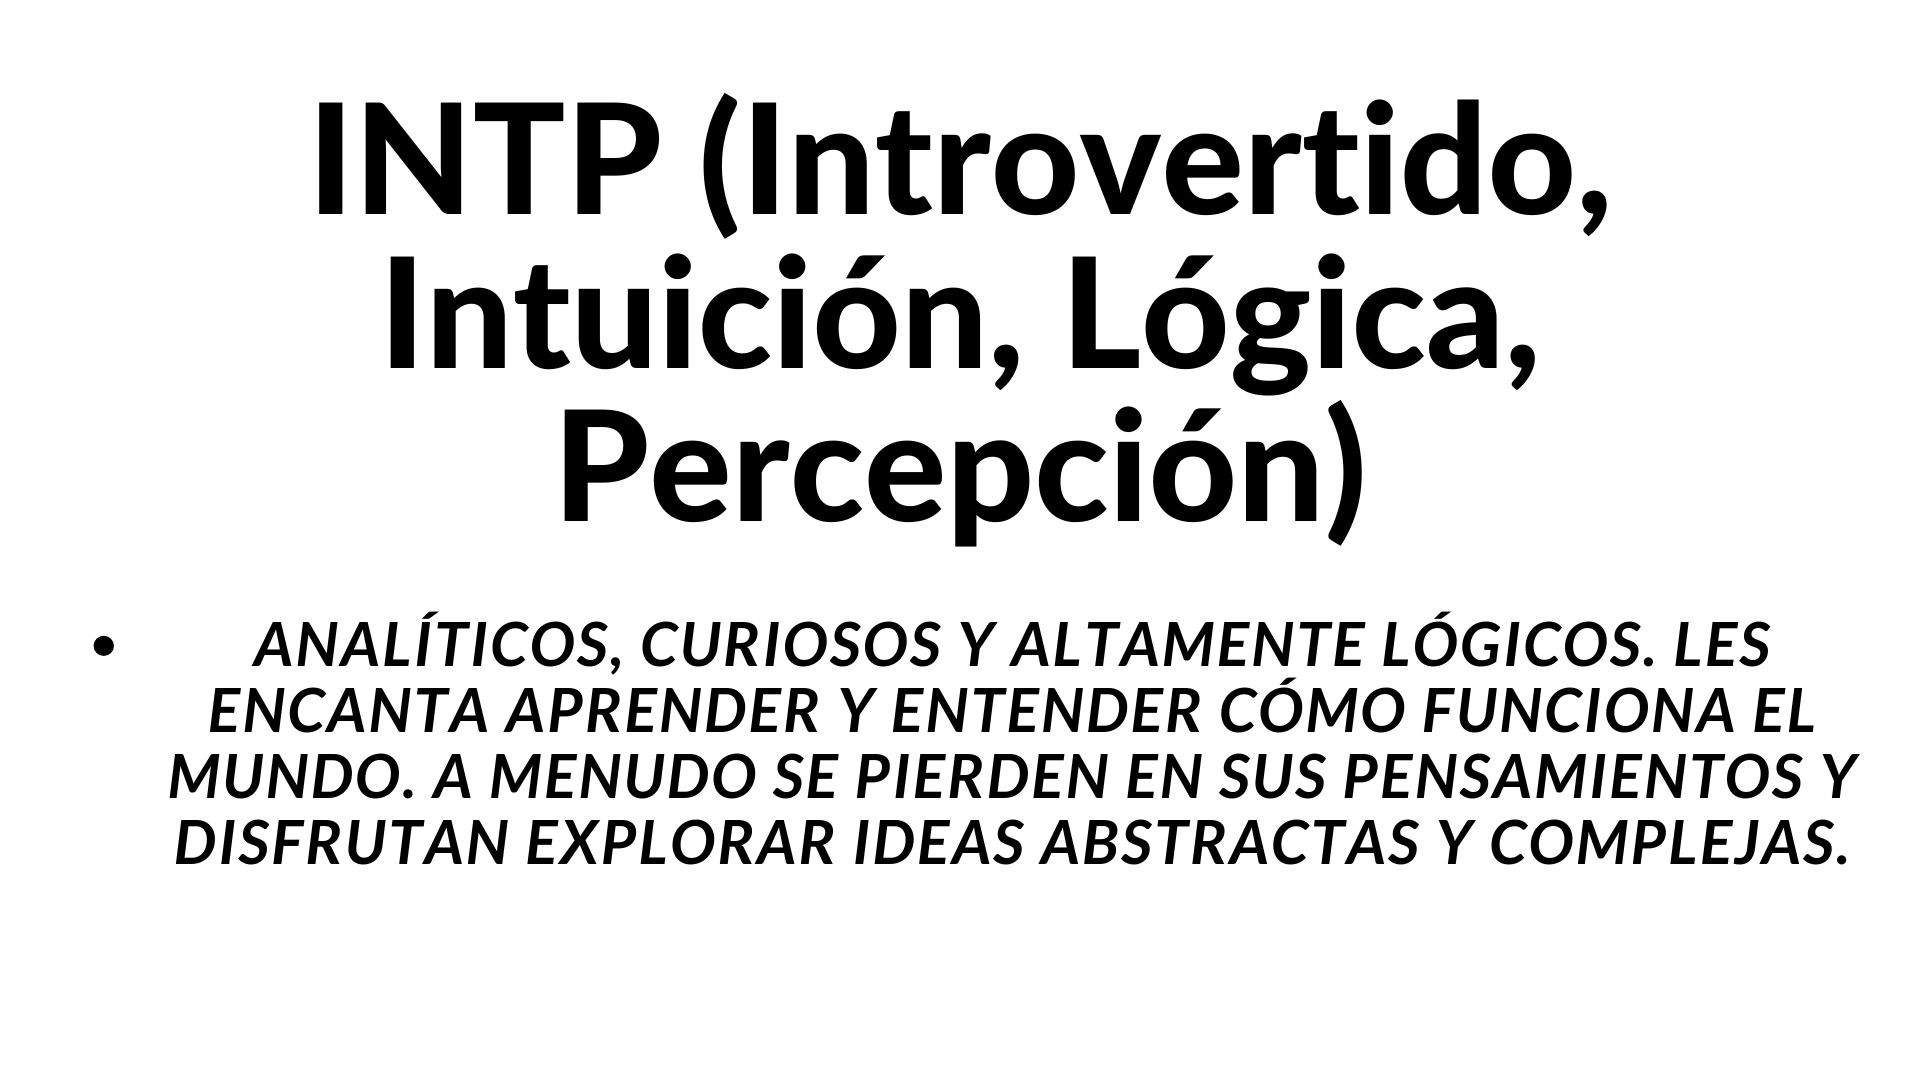 INTP (Introvertido,
Intuición, Lógica,
Percepción)
• ANALÍTICOS, CURIOSOS Y ALTAMENTE LÓGICOS. LES
ENCANTA APRENDER Y ENTENDER CÓMO FUNCIONA EL
MUNDO. A MENUDO SE PIERDEN EN SUS PENSAMIENTOS Y
DISFRUTAN EXPLORAR IDEAS ABSTRACTAS Y COMPLEJAS.